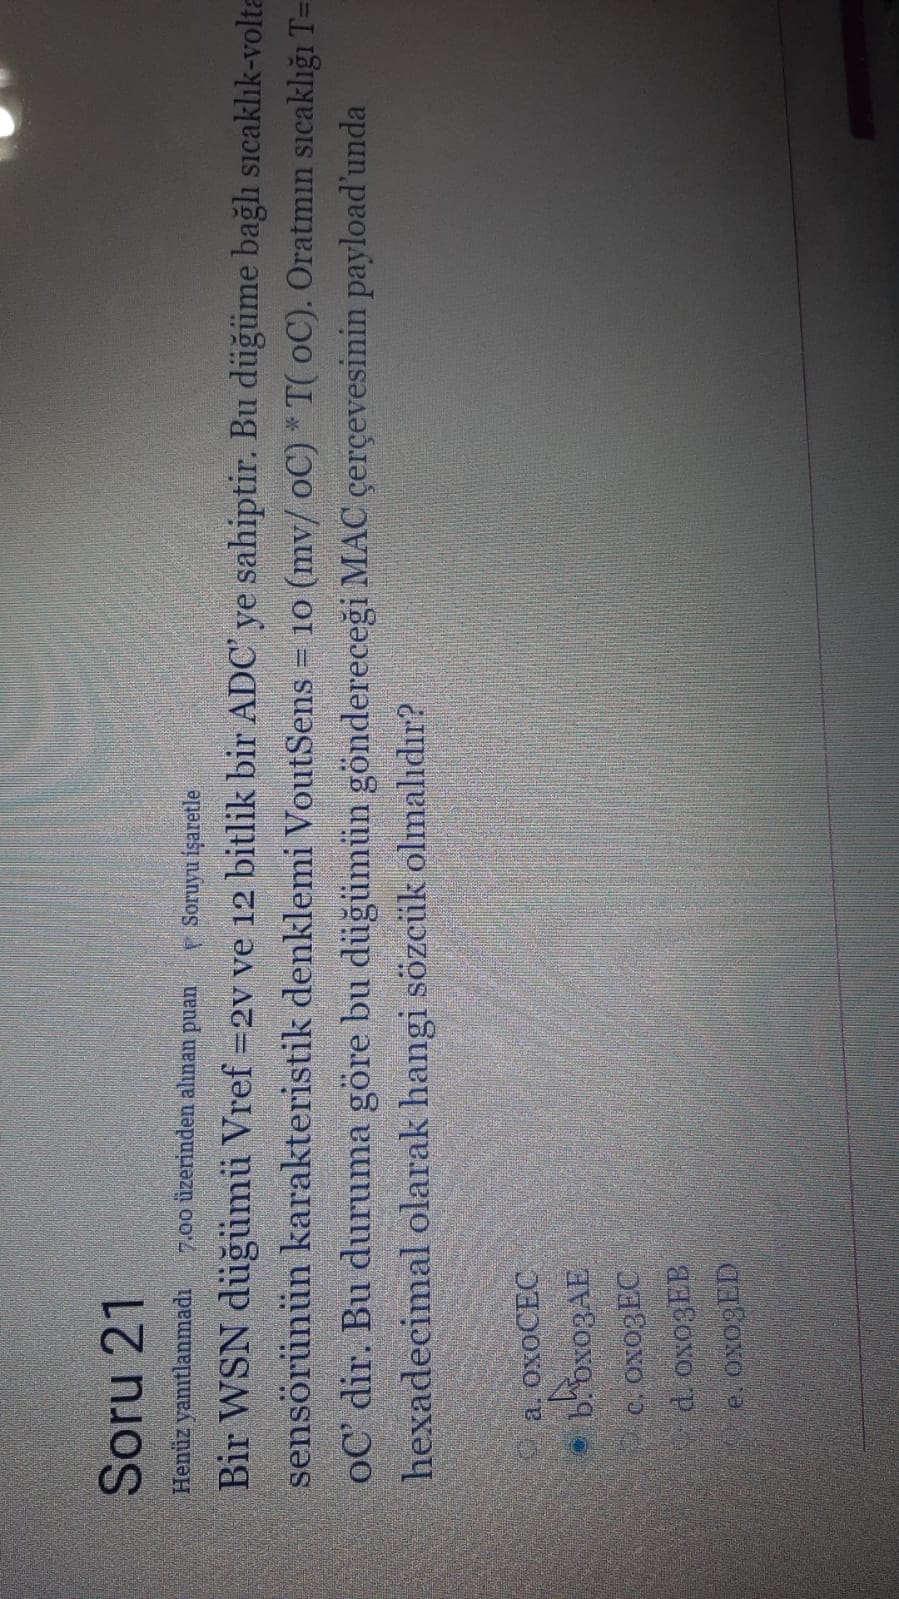 Soru 21
Henüz yanıtlanmadı 7,00 üzerinden alınan puan Soruyu işaretle
Bir WSN düğümü Vref =2v ve 12 bitlik bir ADC' ye sahiptir. Bu düğüme bağlı sıcaklık-volta
sensörünün karakteristik denklemi VoutSens = 10 (mv/ oC) * T( oC). Oratmın sıcaklığı T=
oC' dir. Bu duruma göre bu düğümün göndereceği MAC çerçevesinin payload'unda
hexadecimal olarak hangi sözcük olmalıdır?
a. 0x0CEC
b. 0x03AE
c. 0x03EC
d. 0x03EB
e. 0x03ED